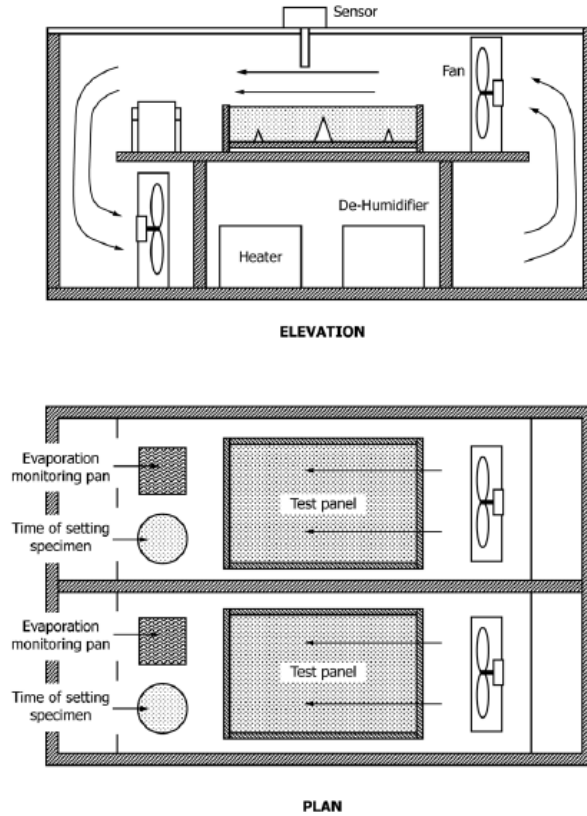 Sensor
Fan
De-Humidifier
Heater
ELEVATION
Evaporation
monitoring pan
Test panel
Time of setting
specimen
Evaporation
monitoring pan
Test panel
Time of setting
specimen
PLAN